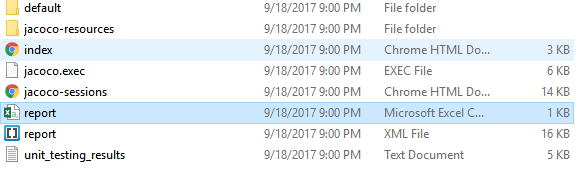 default 9/18/2017 9:00 PM File folder
jacoco-resources 9/18/2017 9:00 PM File folder
index 9/18/2017 9:00 PM Chrome HTML Do... 3 KB
jacoco.exec 9/18/2017 9:00 PM EXEC File 6 KB
jacoco-sessions 9/18/2017 9:00 PM Chrome HTML Do... 14 KB
report 9/18/2017 9:00 PM Microsoft Excel C... 1 KB
report 9/18/2017 9:00 PM XML File 16 KB
unit_testing_results 9/18/2017 9:00 PM Text Document 5 KB